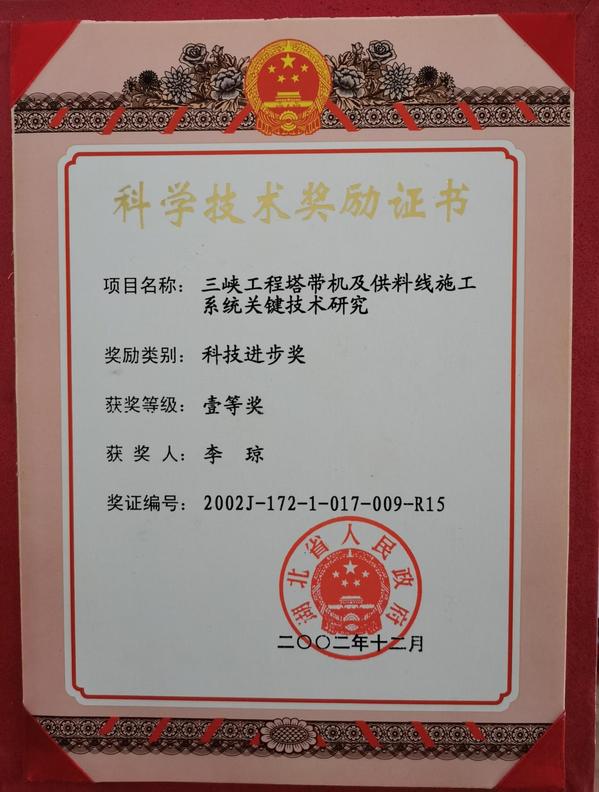 科学技术奖励证书
项目名称：三峡工程塔带机及供料线施工
系统关键技术研究
奖励类别：科技进步奖
获奖等级：壹等奖
获奖人：李 琼
奖证编号：2002J-172-1-017-009-R15
湖北省人民政府
二〇〇二年十二月